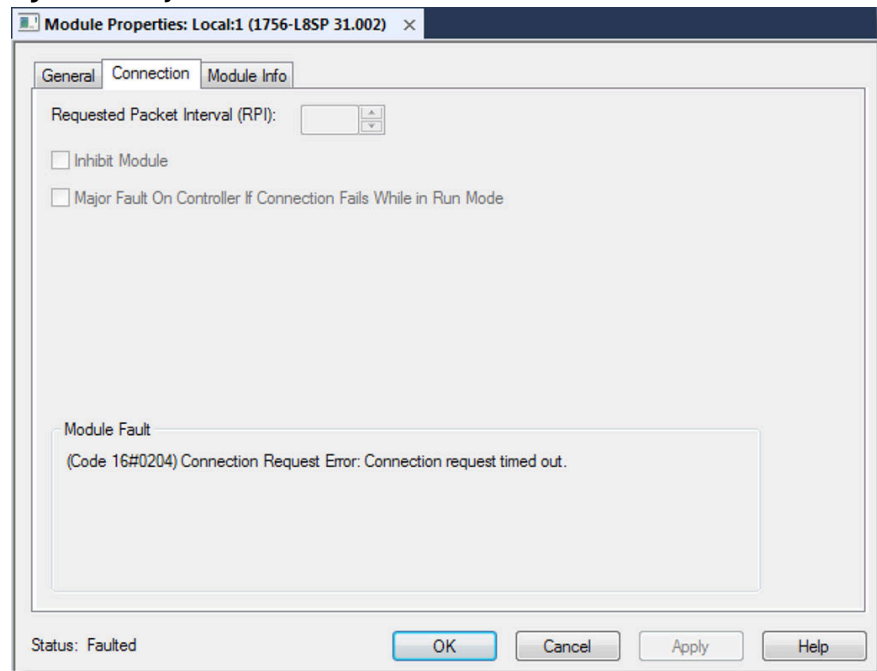 Module Properties: Local:1 (1756-L8SP 31.002) ×
General Connection Module Info
Requested Packet Interval (RPI):
Inhibit Module
Major Fault On Controller If Connection Fails While in Run Mode
Module Fault
(Code 16#0204) Connection Request Error: Connection request timed out.
Status: Faulted OK Cancel Apply Help